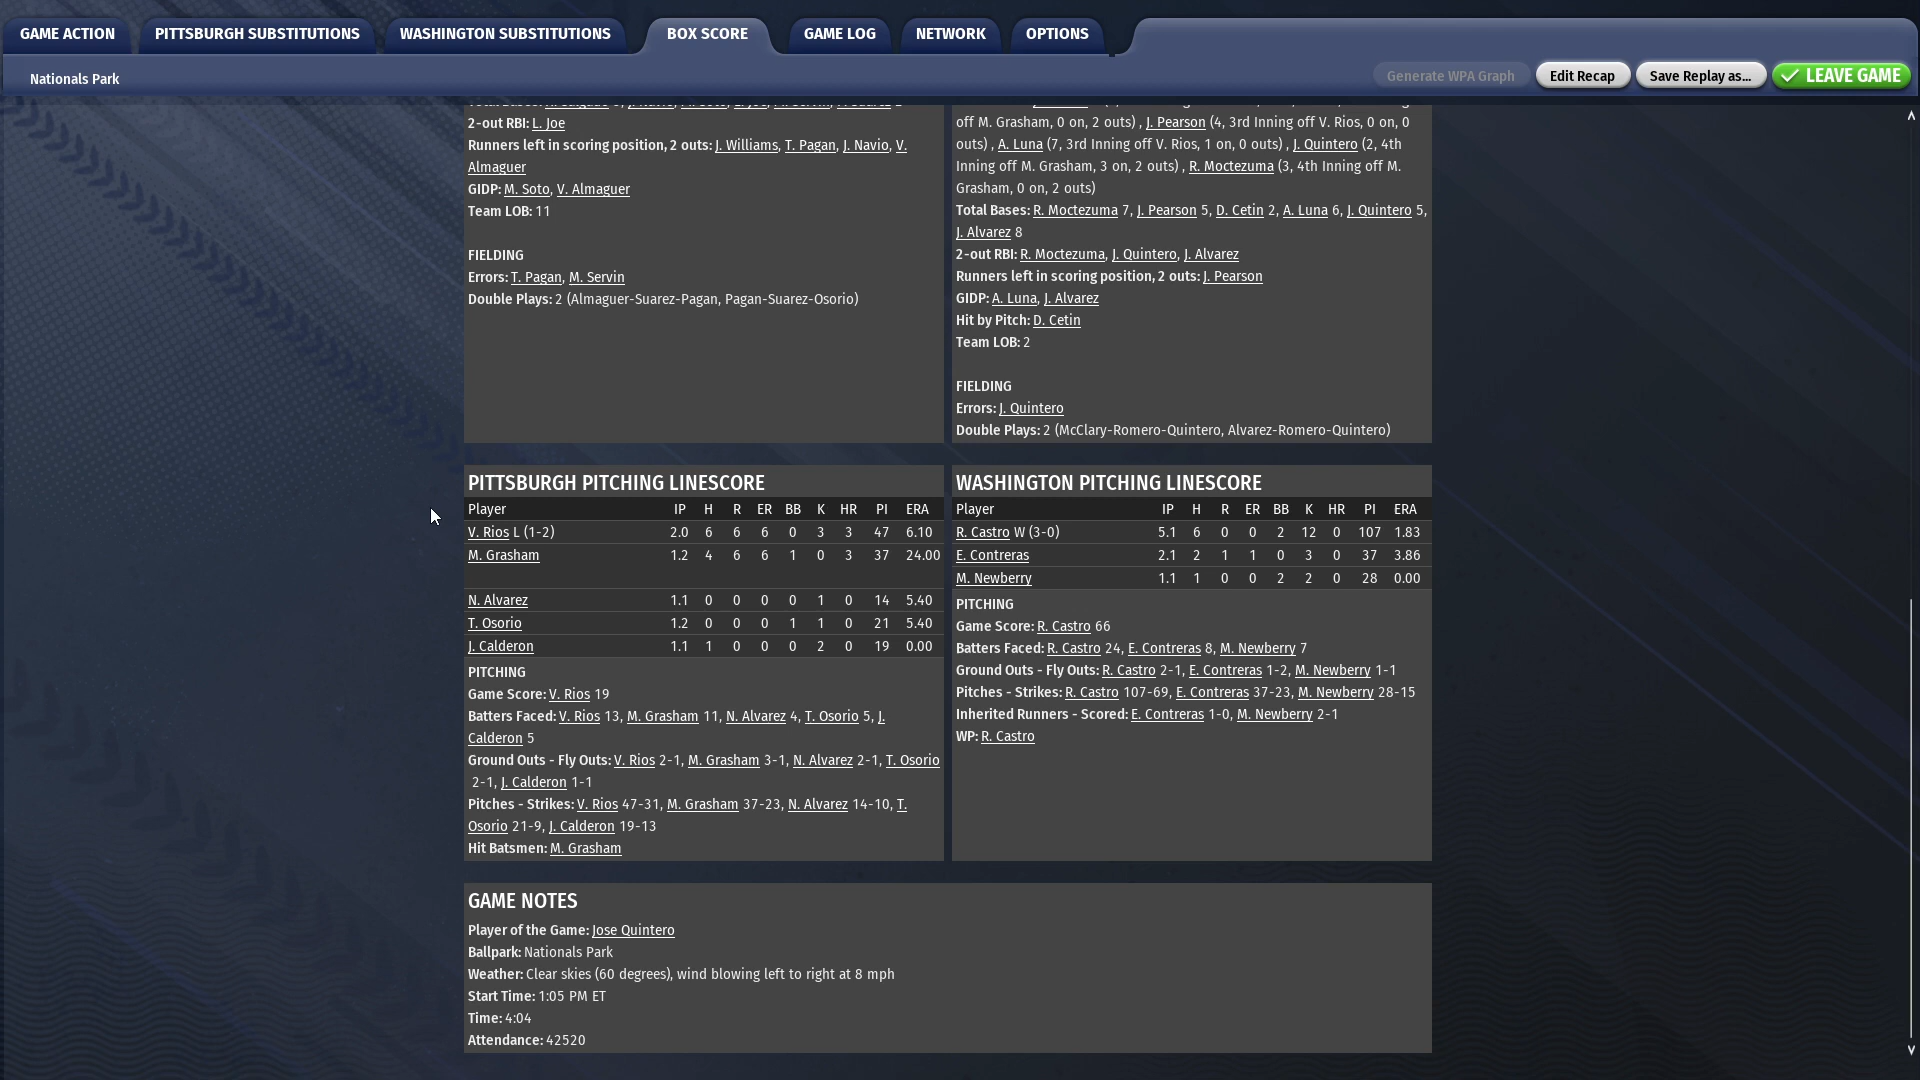 GAME ACTION PITTSBURGH SUBSTITUTIONS WASHINGTON SUBSTITUTIONS BOX SCORE GAME LOG NETWORK OPTIONS
Nationals Park Generate WPA Graph Edit Recap Save Replay as... LEAVE GAME
2-out RBI: L. Joe
Runners left in scoring position, 2 outs: J. Williams, T. Pagan, J. Navio, V.
Almaguer
GIDP: M. Soto, V. Almaguer
Team LOB: 11
FIELDING
Errors: T. Pagan, M. Servin
Double Plays: 2 (Almaguer-Suarez-Pagan, Pagan-Suarez-Osorio)
off M. Grasham, 0 on, 2 outs) , J. Pearson (4, 3rd Inning off V. Rios, 0 on, 0
outs) , A. Luna (7, 3rd Inning off V. Rios, 1 on, 0 outs) , J. Quintero (2, 4th
Inning off M. Grasham, 3 on, 2 outs) , R. Moctezuma (3, 4th Inning off M.
Grasham, 0 on, 2 outs)
Total Bases: R. Moctezuma 7, J. Pearson 5, D. Cetin 2, A. Luna 6, J. Quintero 5,
J. Alvarez 8
2-out RBI: R. Moctezuma, J. Quintero, J. Alvarez
Runners left in scoring position, 2 outs: J. Pearson
GIDP: A. Luna, J. Alvarez
Hit by Pitch: D. Cetin
Team LOB: 2
FIELDING
Errors: J. Quintero
Double Plays: 2 (McClary-Romero-Quintero, Alvarez-Romero-Quintero)
PITTSBURGH PITCHING LINESCORE
Player IP H R ER BB K HR PI ERA
V. Rios L (1-2) 2.0 6 6 6 0 3 3 47 6.10
M. Grasham 1.2 4 6 6 1 0 3 37 24.00
N. Alvarez 1.1 0 0 0 0 1 0 14 5.40
T. Osorio 1.2 0 0 0 1 1 0 21 5.40
J. Calderon 1.1 1 0 0 0 2 0 19 0.00
PITCHING
Game Score: V. Rios 19
Batters Faced: V. Rios 13, M. Grasham 11, N. Alvarez 4, T. Osorio 5, J.
Calderon 5
Ground Outs - Fly Outs: V. Rios 2-1, M. Grasham 3-1, N. Alvarez 2-1, T. Osorio
2-1, J. Calderon 1-1
Pitches - Strikes: V. Rios 47-31, M. Grasham 37-23, N. Alvarez 14-10, T.
Osorio 21-9, J. Calderon 19-13
Hit Batsmen: M. Grasham
WASHINGTON PITCHING LINESCORE
Player IP H R ER BB K HR PI ERA
R. Castro W (3-0) 5.1 6 0 0 2 12 0 107 1.83
E. Contreras 2.1 2 1 1 0 3 0 37 3.86
M. Newberry 1.1 1 0 0 2 2 0 28 0.00
PITCHING
Game Score: R. Castro 66
Batters Faced: R. Castro 24, E. Contreras 8, M. Newberry 7
Ground Outs - Fly Outs: R. Castro 2-1, E. Contreras 1-2, M. Newberry 1-1
Pitches - Strikes: R. Castro 107-69, E. Contreras 37-23, M. Newberry 28-15
Inherited Runners - Scored: E. Contreras 1-0, M. Newberry 2-1
WP: R. Castro
GAME NOTES
Player of the Game: Jose Quintero
Ballpark: Nationals Park
Weather: Clear skies (60 degrees), wind blowing left to right at 8 mph
Start Time: 1:05 PM ET
Time: 4:04
Attendance: 42520